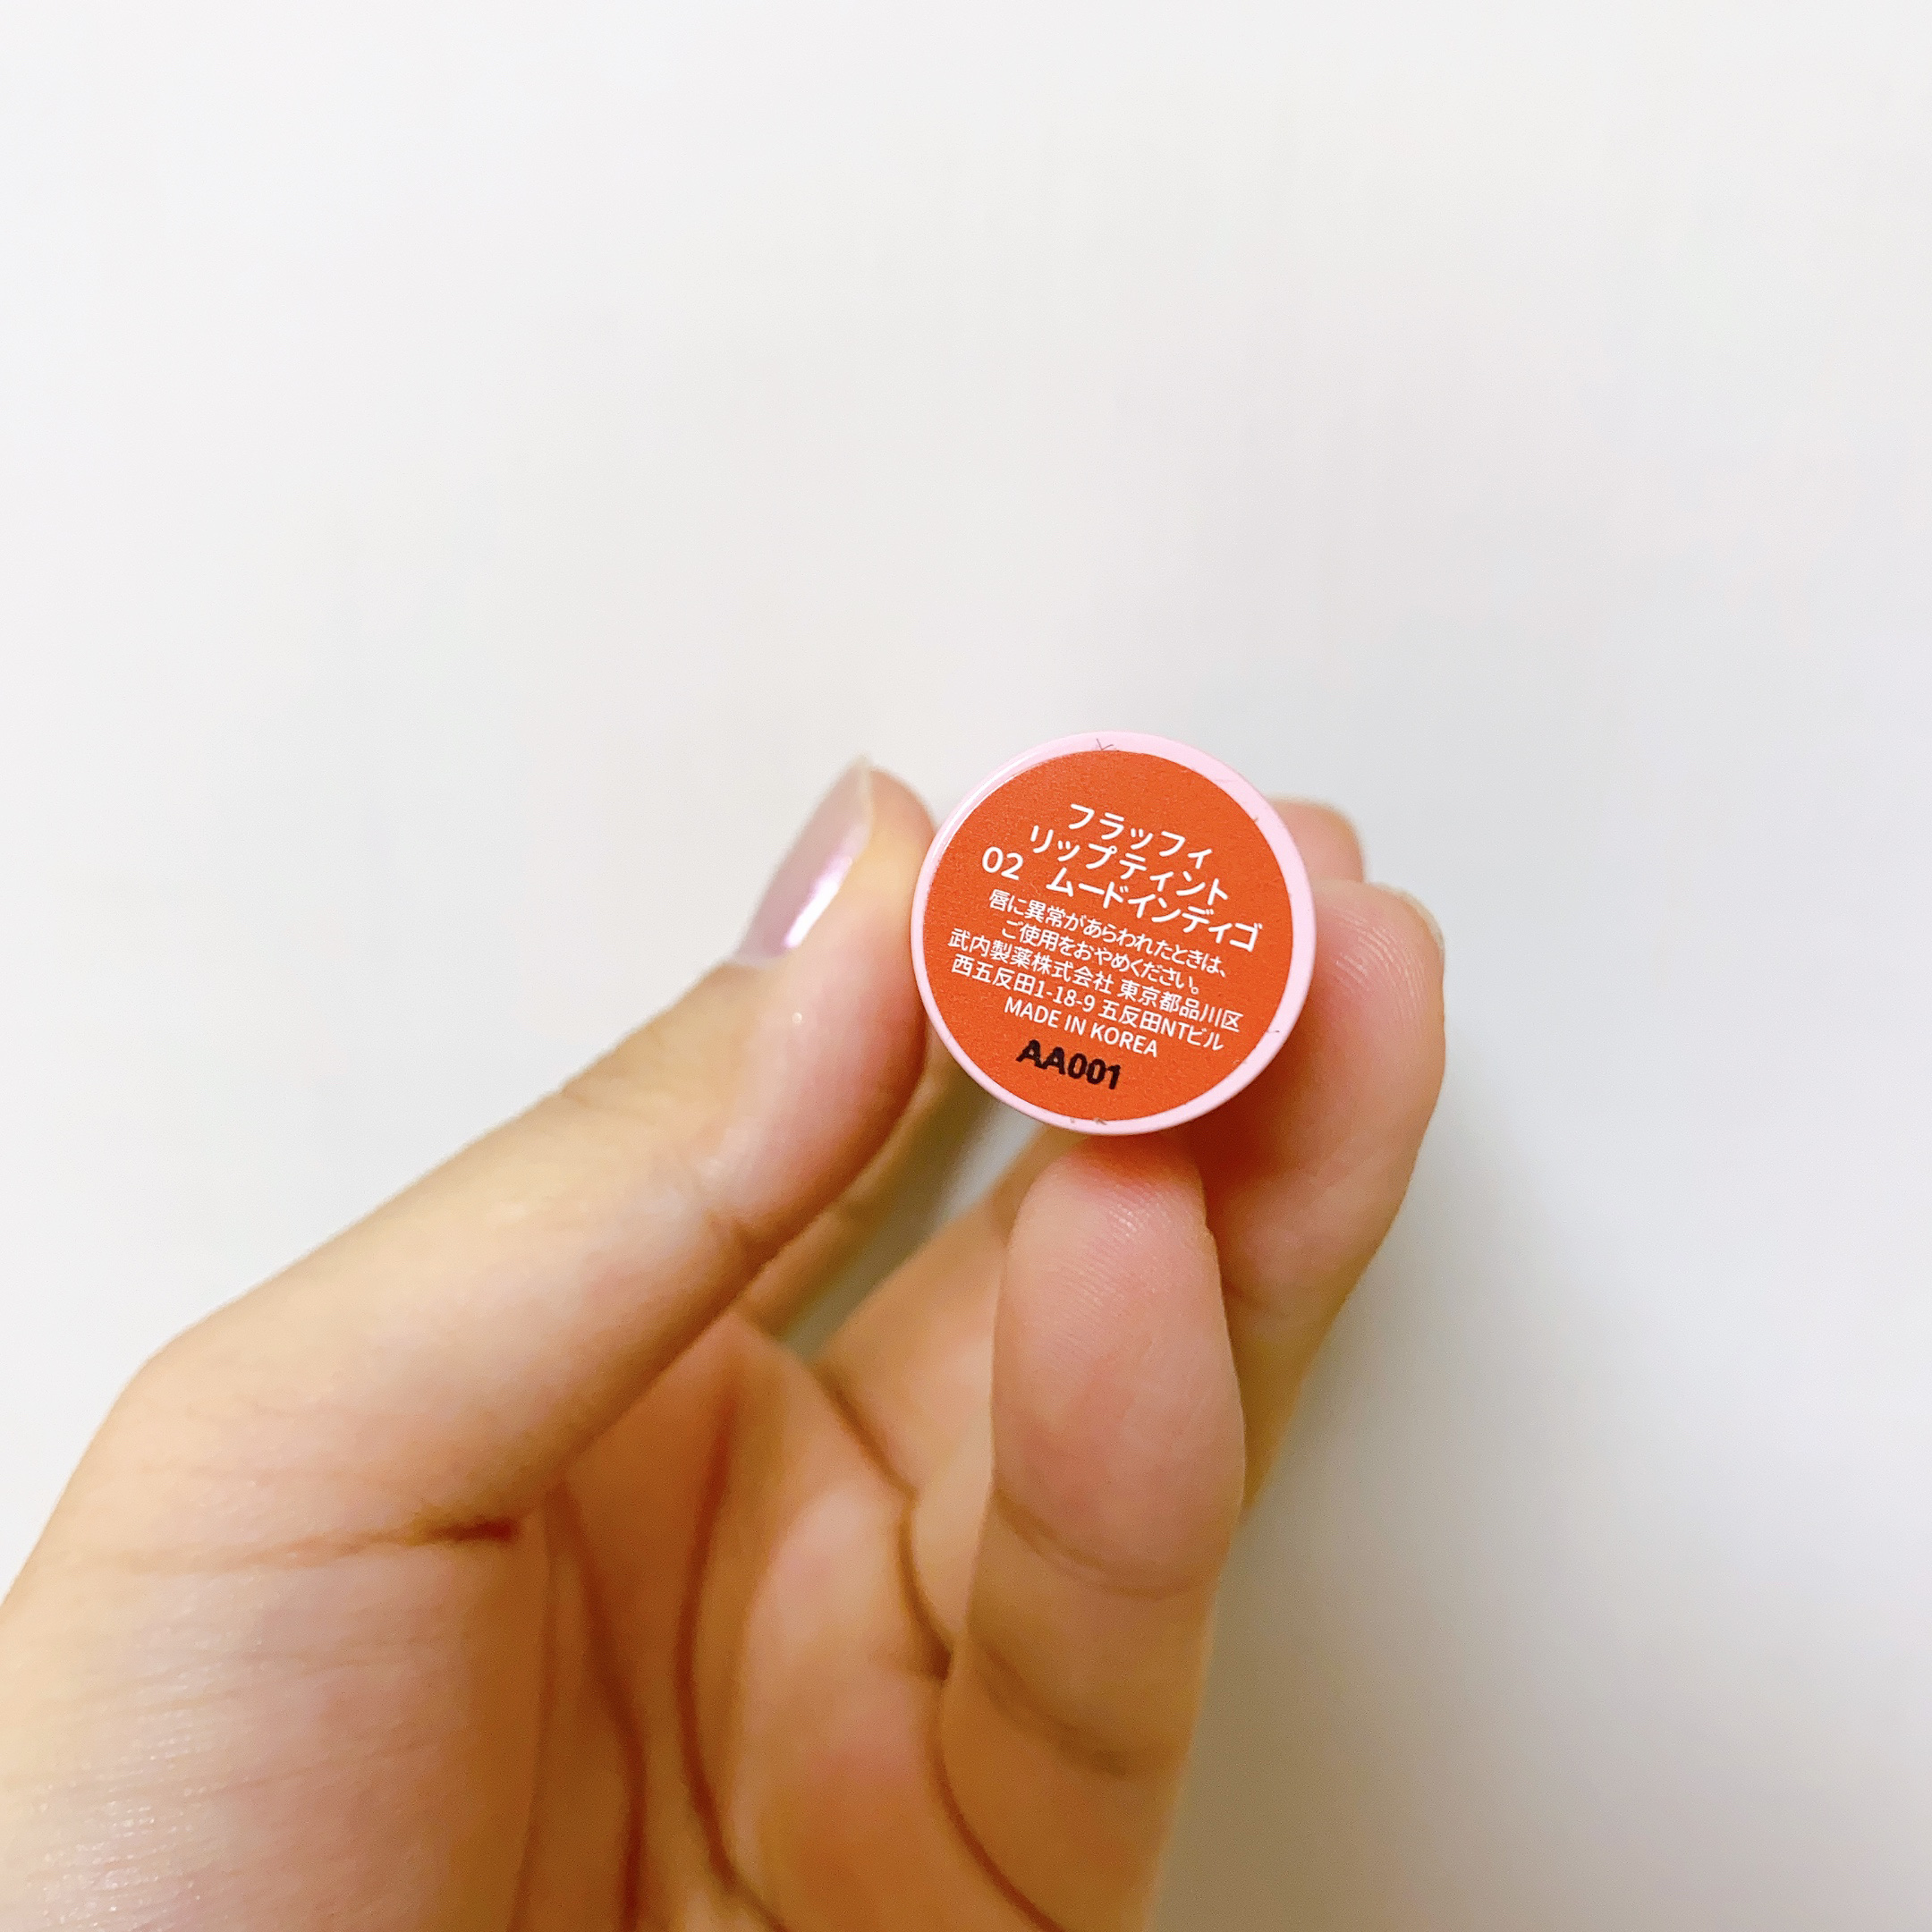 フラッフィ
リップティント
02　ムードインディゴ
唇に異常があらわれたときは、
ご使用をおやめください。
武内製薬株式会社 東京都品川区
西五反田1-18-9 五反田NTビル
MADE IN KOREA
AA001